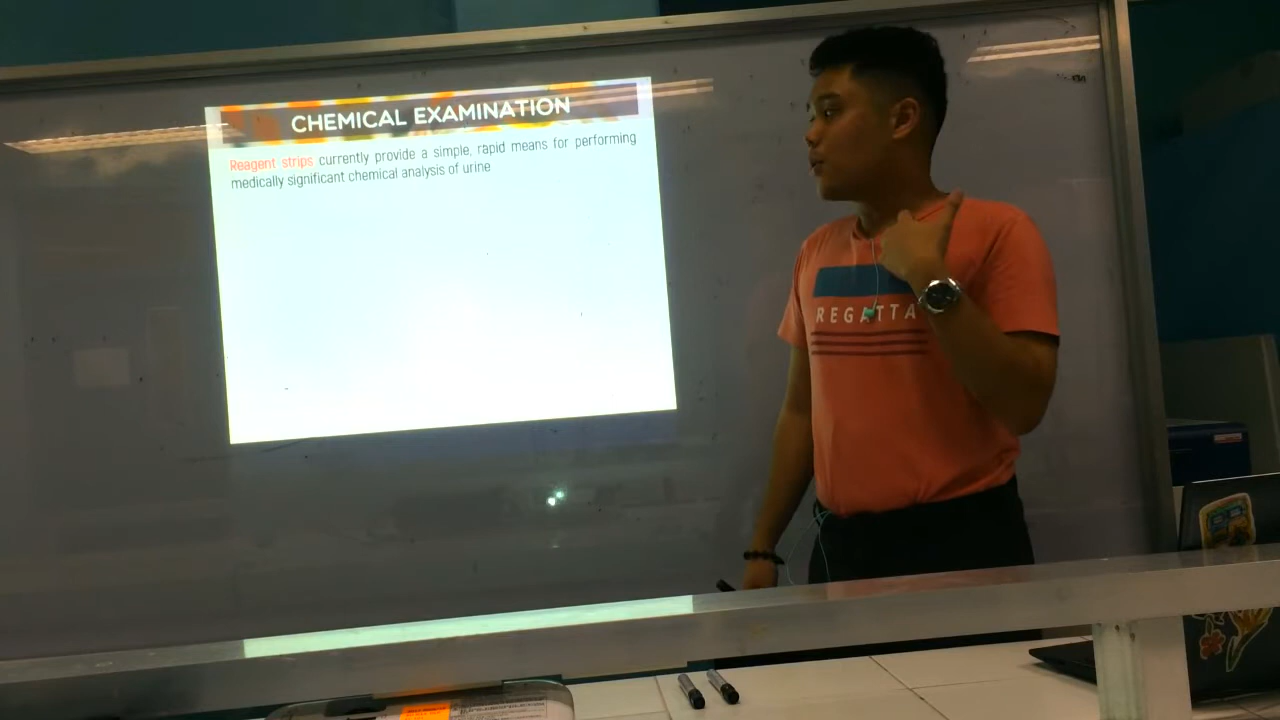 CHEMICAL EXAMINATION
Reagent strips currently provide a simple, rapid means for performing
medically significant chemical analysis of urine
REGATTA